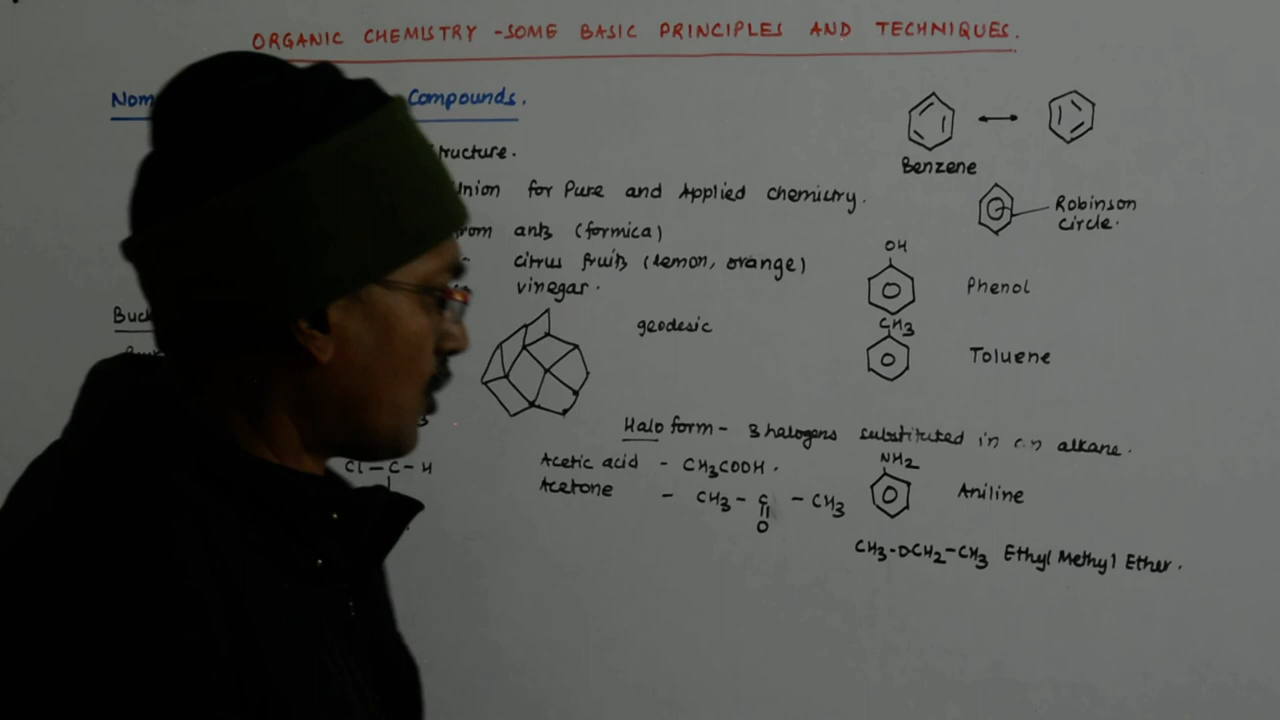 ORGANIC CHEMISTRY -SOME BASIC PRINCIPLES AND TECHNIQUES.
Nom Compounds.
tructure.
Union for Pure and Applied chemistry.
from ants (formica)
citrus fruits (lemon, orange)
vinegar.
Buck
geodesic
Cl-C-H
Halo form - 3 halogens substituted in an alkane.
Acetic acid - CH3COOH.
Acetone - CH3- C - CH3
O
Benzene
Robinson
circle.
OH
Phenol
CH3
Toluene
NH2
Aniline
CH3-OCH2-CH3 Ethyl Methyl Ether.